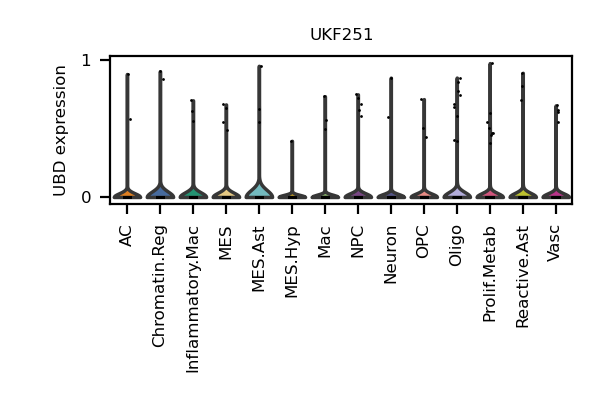 UKF251
UBD expression
1
0
AC
Chromatin.Reg
Inflammatory.Mac
MES
MES.Ast
MES.Hyp
Mac
NPC
Neuron
OPC
Oligo
Prolif.Metab
Reactive.Ast
Vasc